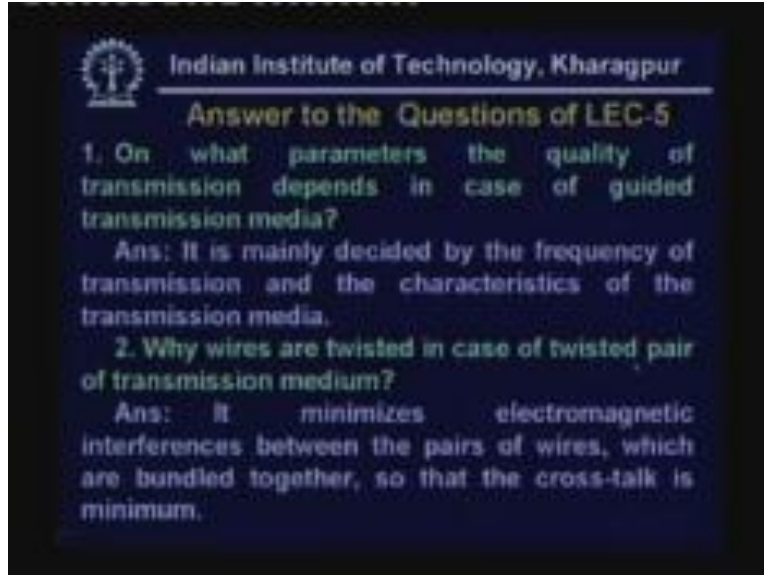 Indian Institute of Technology, Kharagpur
Answer to the Questions of LEC-5
1. On what parameters the quality of
transmission depends in case of guided
transmission media?
Ans: It is mainly decided by the frequency of
transmission and the characteristics of the
transmission media.
2. Why wires are twisted in case of twisted pair
of transmission medium?
Ans: It minimizes electromagnetic
interferences between the pairs of wires, which
are bundled together, so that the cross-talk is
minimum.